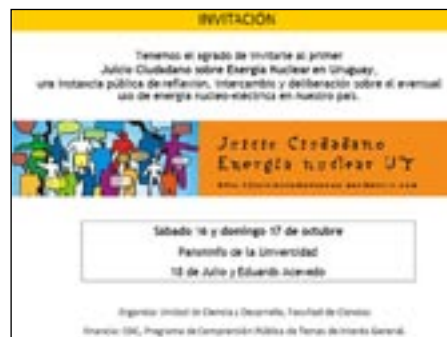 INVITACIÓN
Tenemos el agrado de invitarle al primer
Juicio Ciudadano sobre Energía Nuclear en Uruguay,
una instancia pública de reflexión, intercambio y deliberación sobre el eventual
uso de energía nucleo-eléctrica en nuestro país.
Juicio Ciudadano
Energía nuclear UY
Sábado 16 y domingo 17 de octubre
Paraninfo de la Universidad
18 de Julio y Eduardo Acevedo
Organiza: Unidad de Ciencia y Desarrollo, Facultad de Ciencias
Financia: CSIC, Programa de Comprensión Pública de Temas de Interés General.